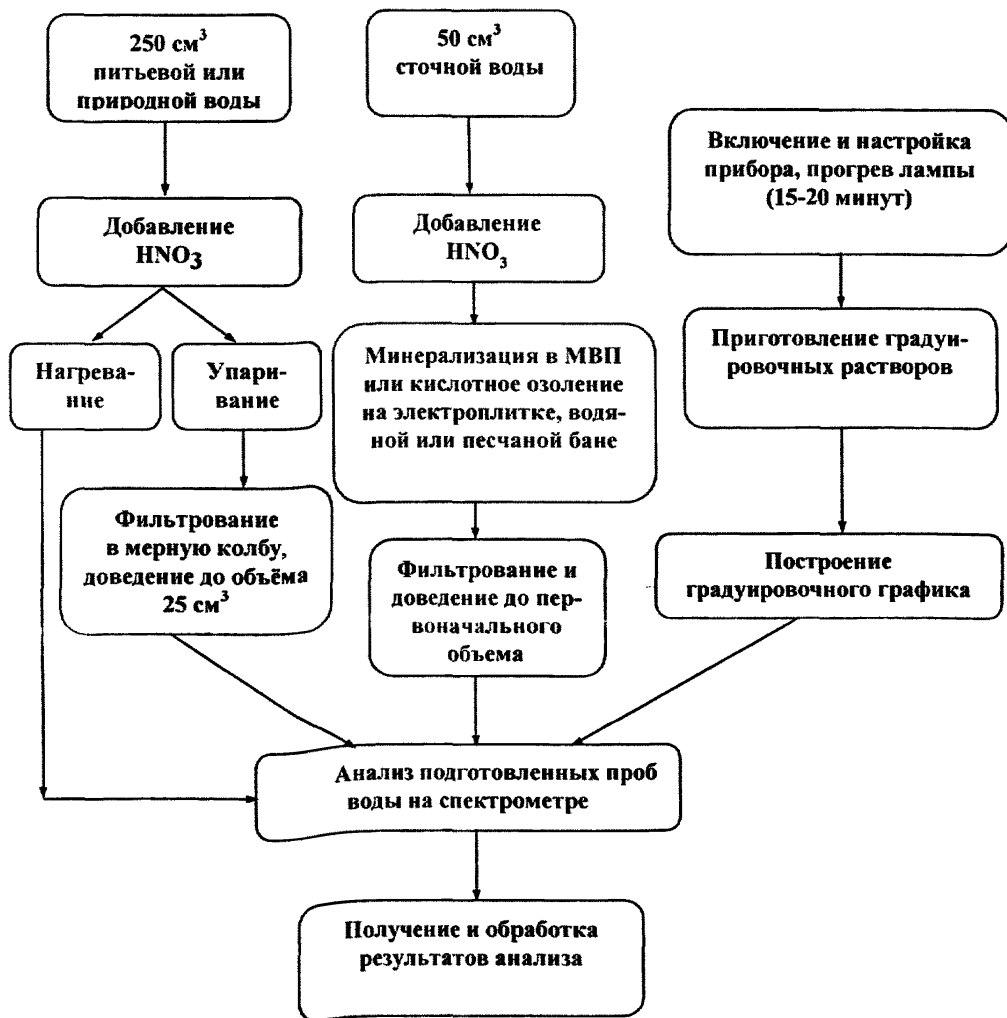 250 см³
питьевой или
природной воды
50 см³
сточной воды
Включение и настройка
прибора, прогрев лампы
(15-20 минут)
Добавление
HNO₃
Добавление
HNO₃
Нагрева-
ние
Упари-
вание
Минерализация в МВП
или кислотное озоление
на электроплитке, водя-
ной или песчаной бане
Приготовление градуи-
ровочных растворов
Фильтрование
в мерную колбу,
доведение до объёма
25 см³
Фильтрование и
доведение до пер-
воначального
объема
Построение
градуировочного графика
Анализ подготовленных проб
воды на спектрометре
Получение и обработка
результатов анализа